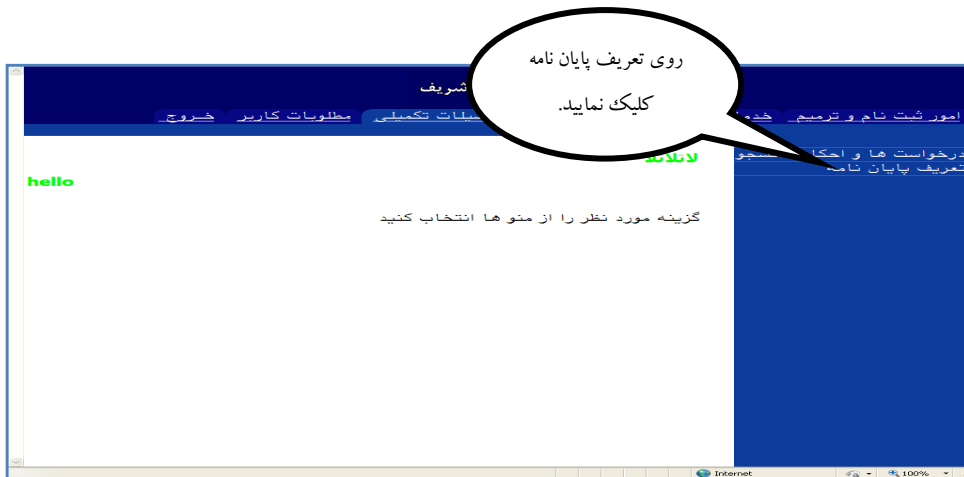 روی تعریف پایان نامه
کلیک نمایید.
شریف
امور ثبت نام و ترمیم
تکمیلی
مطلوبات کاربر
خروج
درخواست ها و
تعریف پایان نامه
hello
گزینه مورد نظر را از منو ها انتخاب کنید
Internet
100%